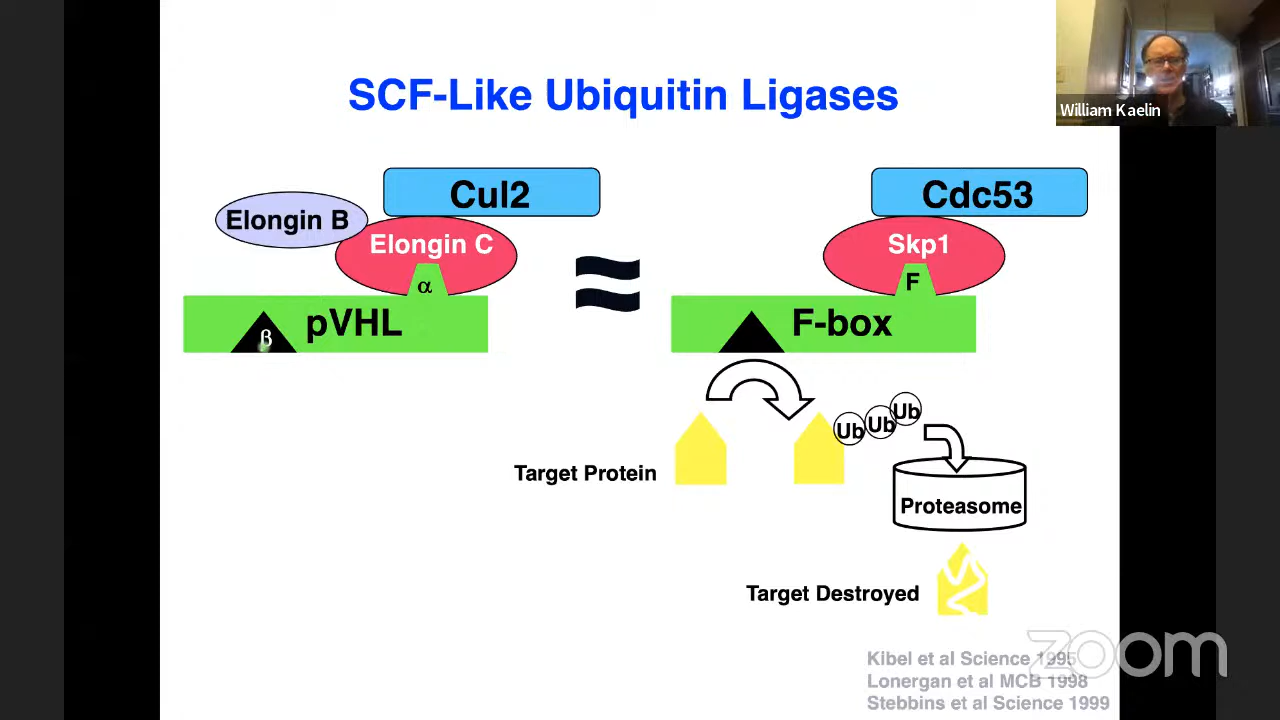 William Kaelin
SCF-Like Ubiquitin Ligases
Cul2
Elongin B
Elongin C
α
β
pVHL
≈
Cdc53
Skp1
F
F-box
Ub
Ub
Ub
Target Protein
Proteasome
Target Destroyed
Kibel et al Science 1995
Lonergan et al MCB 1998
Stebbins et al Science 1999
zoom